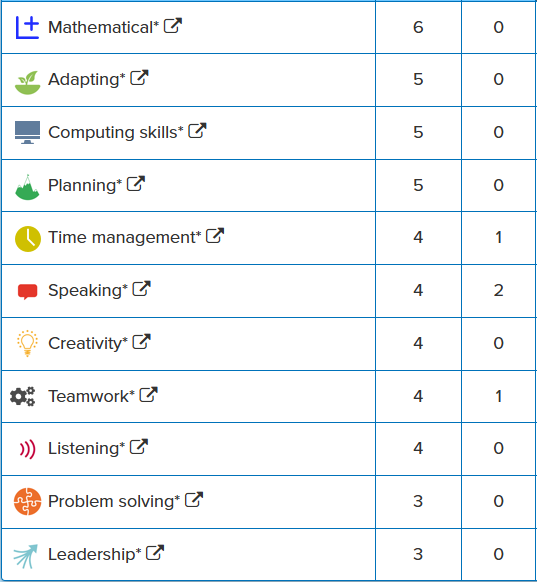 Mathematical* 6 0
Adapting* 5 0
Computing skills* 5 0
Planning* 5 0
Time management* 4 1
Speaking* 4 2
Creativity* 4 0
Teamwork* 4 1
Listening* 4 0
Problem solving* 3 0
Leadership* 3 0